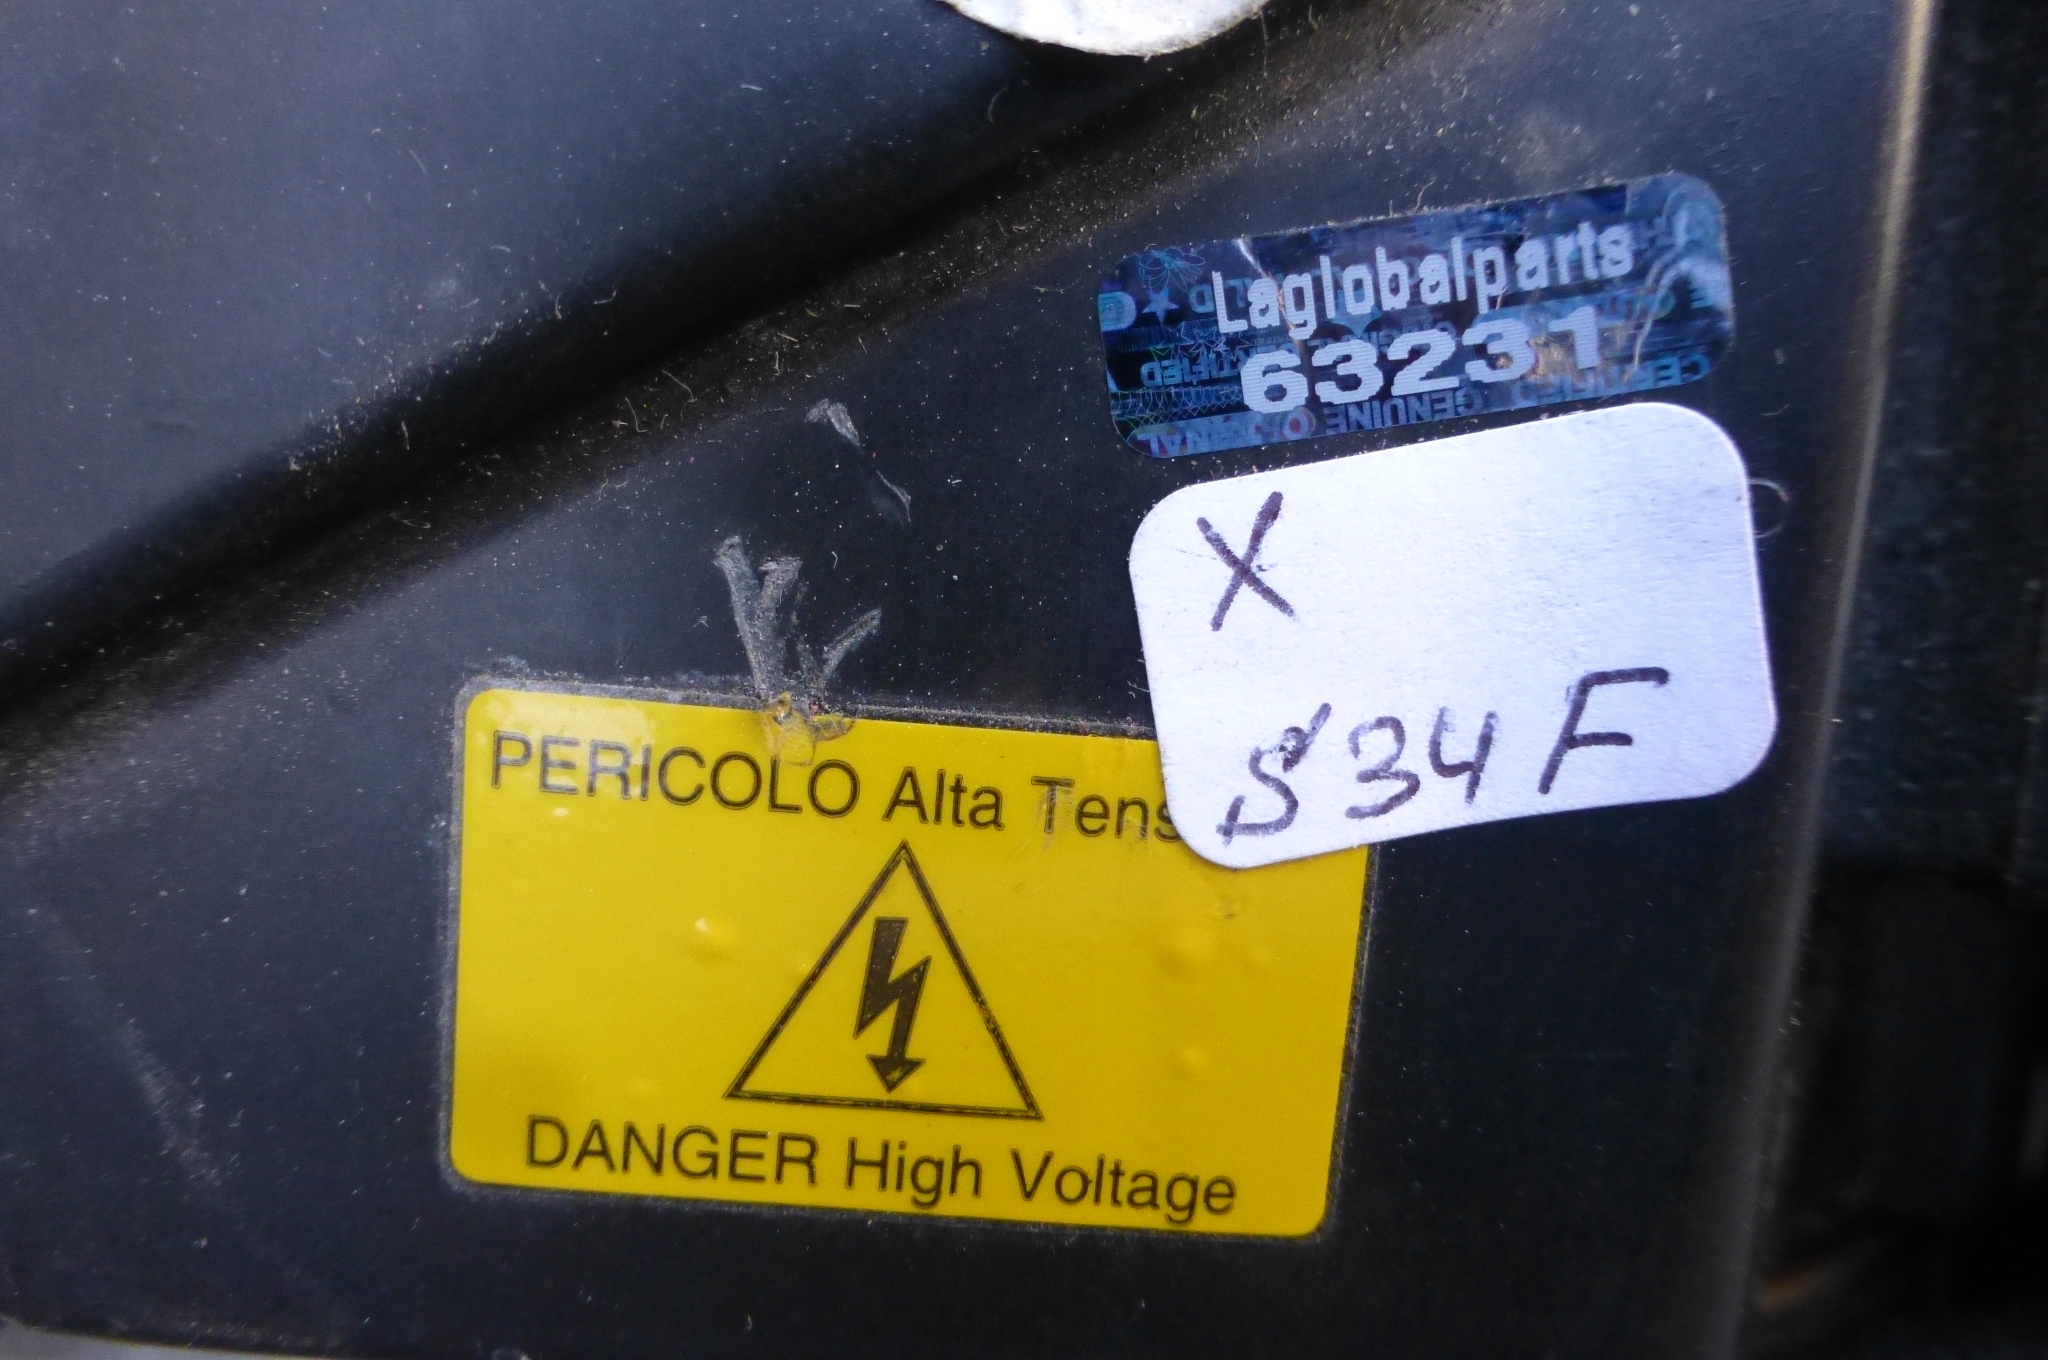 Laglobalparts
63231
X
S34F
PERICOLO Alta Tens
DANGER High Voltage